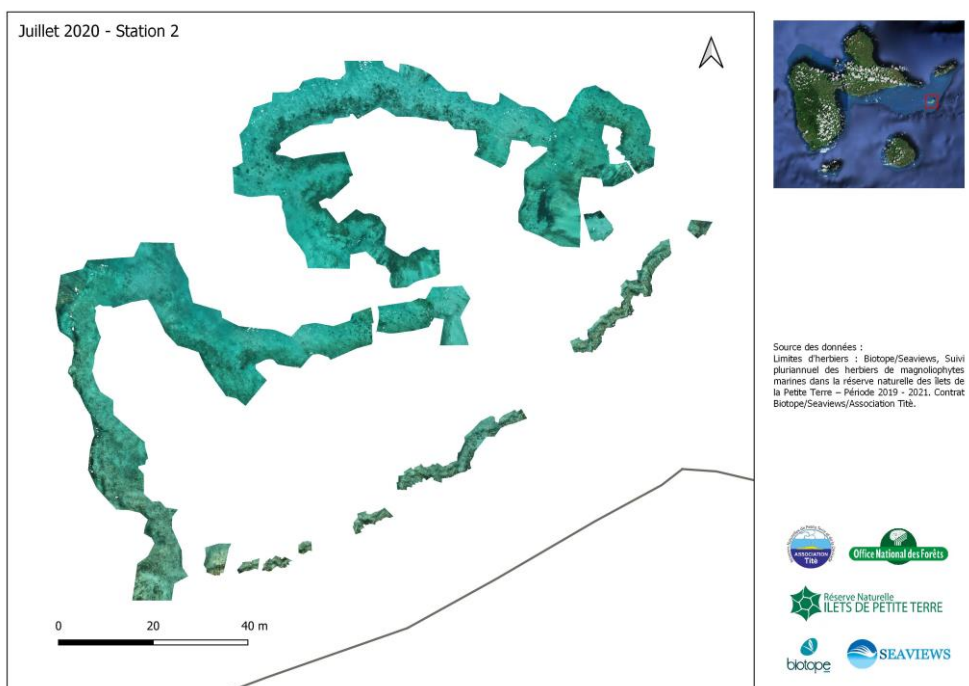 Juillet 2020 - Station 2
0 20 40 m
Source des données :
Limites d'herbiers : Biotope/Seaviews, Suivi
pluriannuel des herbiers de magnoliophytes
marines dans la réserve naturelle des îlets de
la Petite Terre – Période 2019 - 2021. Contrat
Biotope/Seaviews/Association Titè.
ASSOCIATION
Titè
Office National des Forêts
Réserve Naturelle
ILETS DE PETITE TERRE
biotope
SEAVIEWS